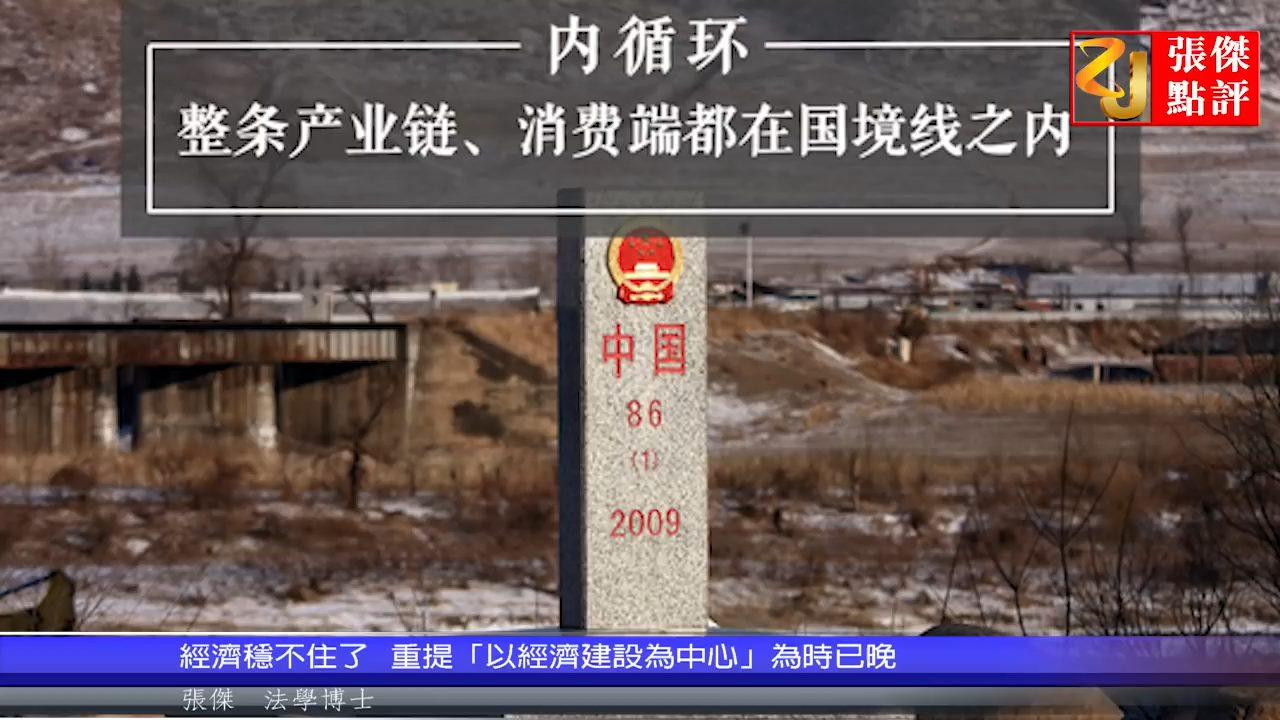 内循环
整条产业链、消费端都在国境线之内
張傑
點評
中国
86
(1)
2009
經濟穩不住了 重提「以經濟建設為中心」為時已晚
張傑 法學博士